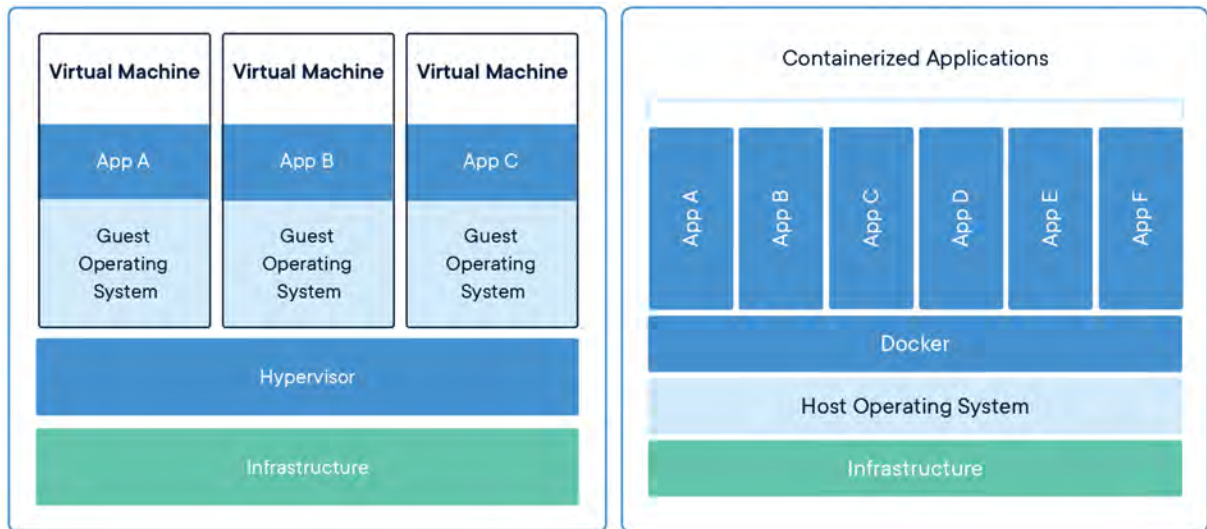 Virtual Machine
Virtual Machine
Virtual Machine
App A
App B
App C
Guest
Operating
System
Guest
Operating
System
Guest
Operating
System
Hypervisor
Infrastructure
Containerized Applications
App A
App B
App C
App D
App E
App F
Docker
Host Operating System
Infrastructure